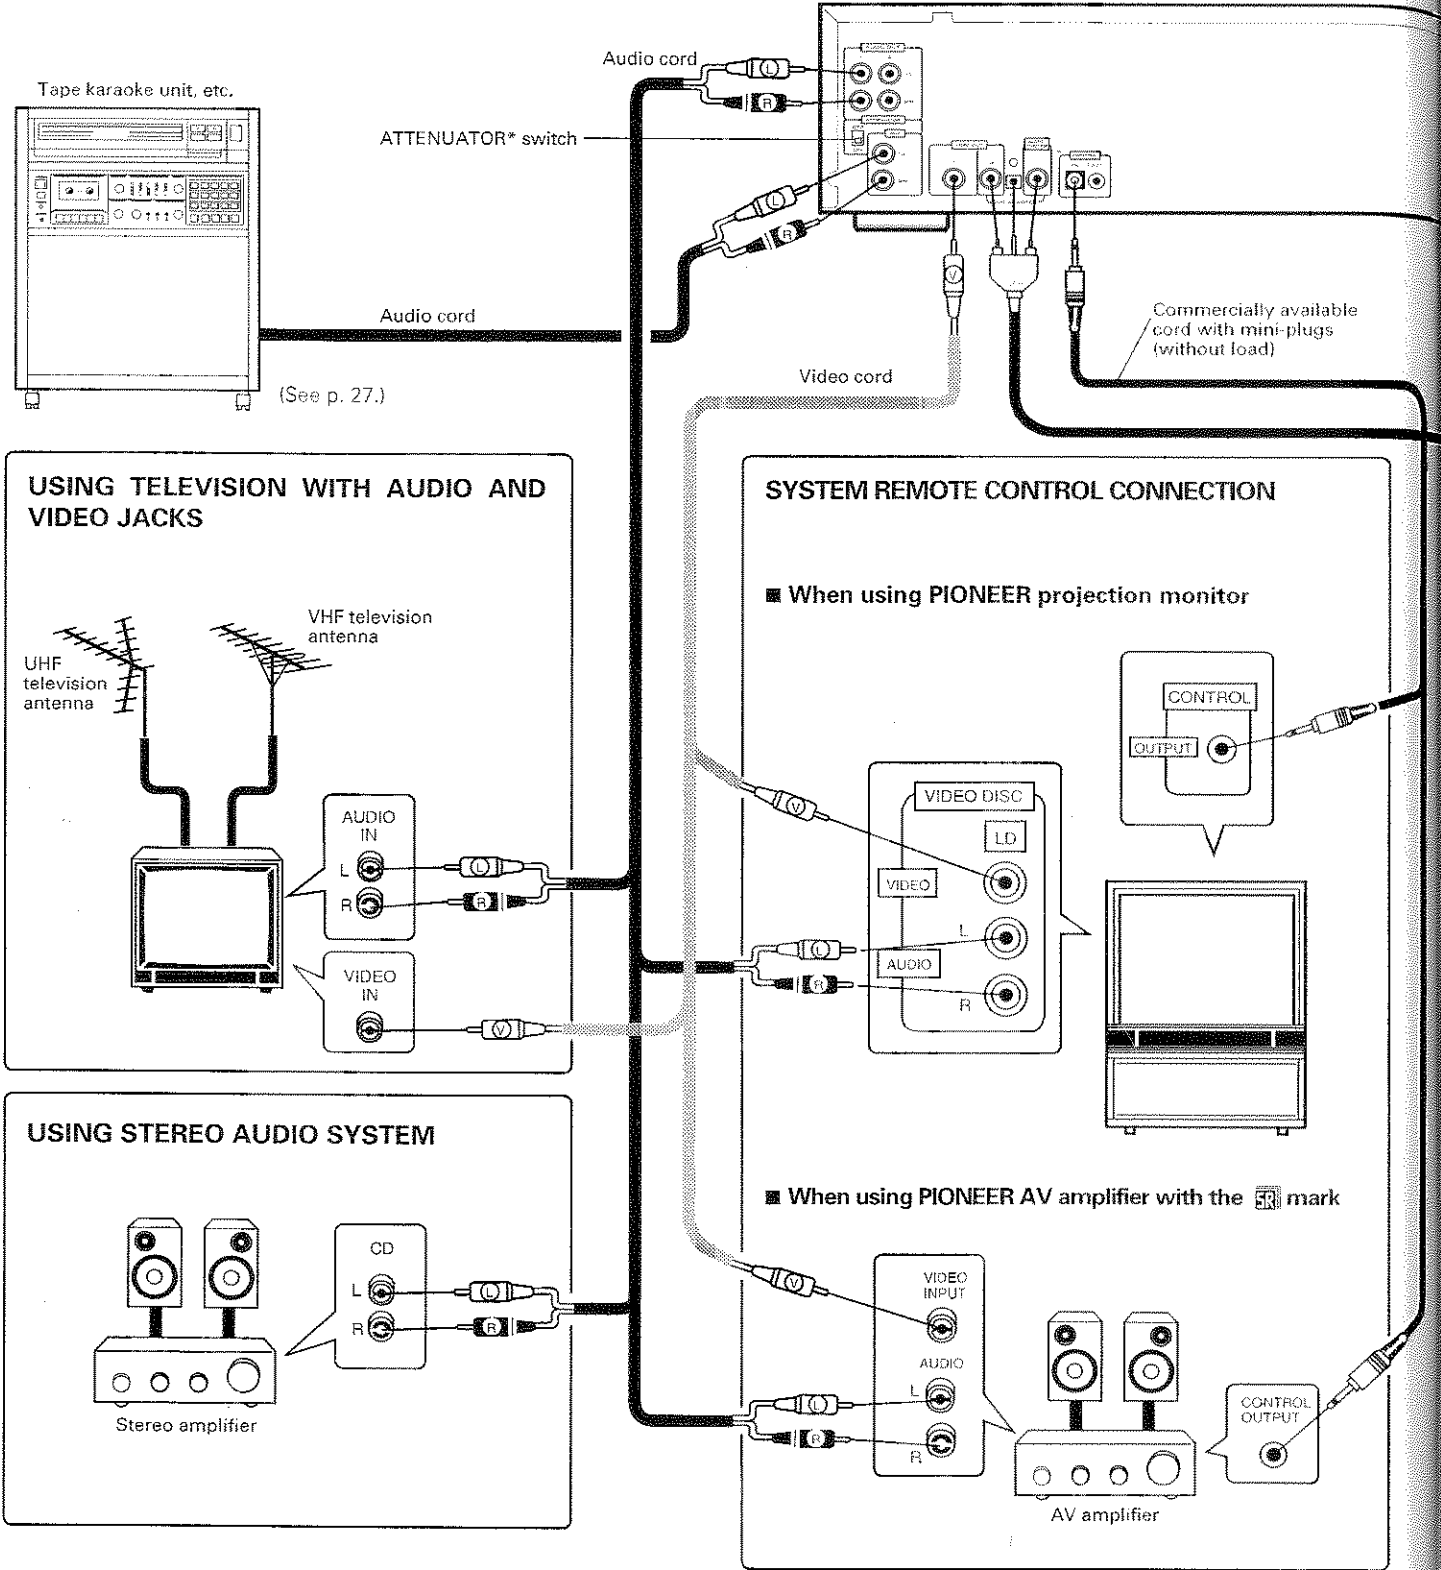 Audio cord
L
R
Tape karaoke unit, etc.
ATTENUATOR* switch
L
R
V
Audio cord
Commercially available
cord with mini-plugs
(without load)
Video cord
(See p. 27.)
USING TELEVISION WITH AUDIO AND
VIDEO JACKS
VHF television
antenna
UHF
television
antenna
AUDIO
IN
L
L
R
R
VIDEO
IN
V
USING STEREO AUDIO SYSTEM
CD
L
L
R
R
Stereo amplifier
SYSTEM REMOTE CONTROL CONNECTION
■ When using PIONEER projection monitor
CONTROL
OUTPUT
V
VIDEO DISC
LD
VIDEO
L
L
AUDIO
R
R
■ When using PIONEER AV amplifier with the SR mark
V
VIDEO
INPUT
AUDIO
L
L
R
R
CONTROL
OUTPUT
AV amplifier